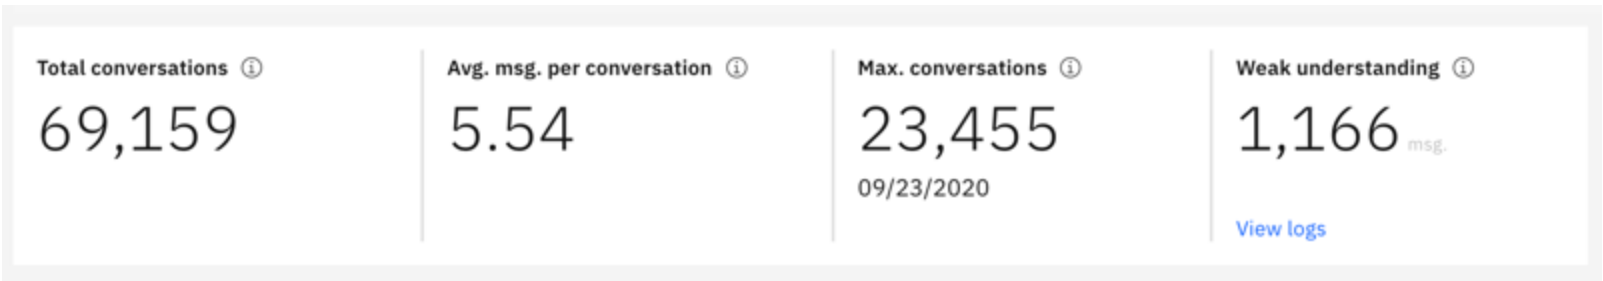 Total conversations
69,159
Avg. msg. per conversation
5.54
Max. conversations
23,455
09/23/2020
Weak understanding
1,166 msg.
View logs